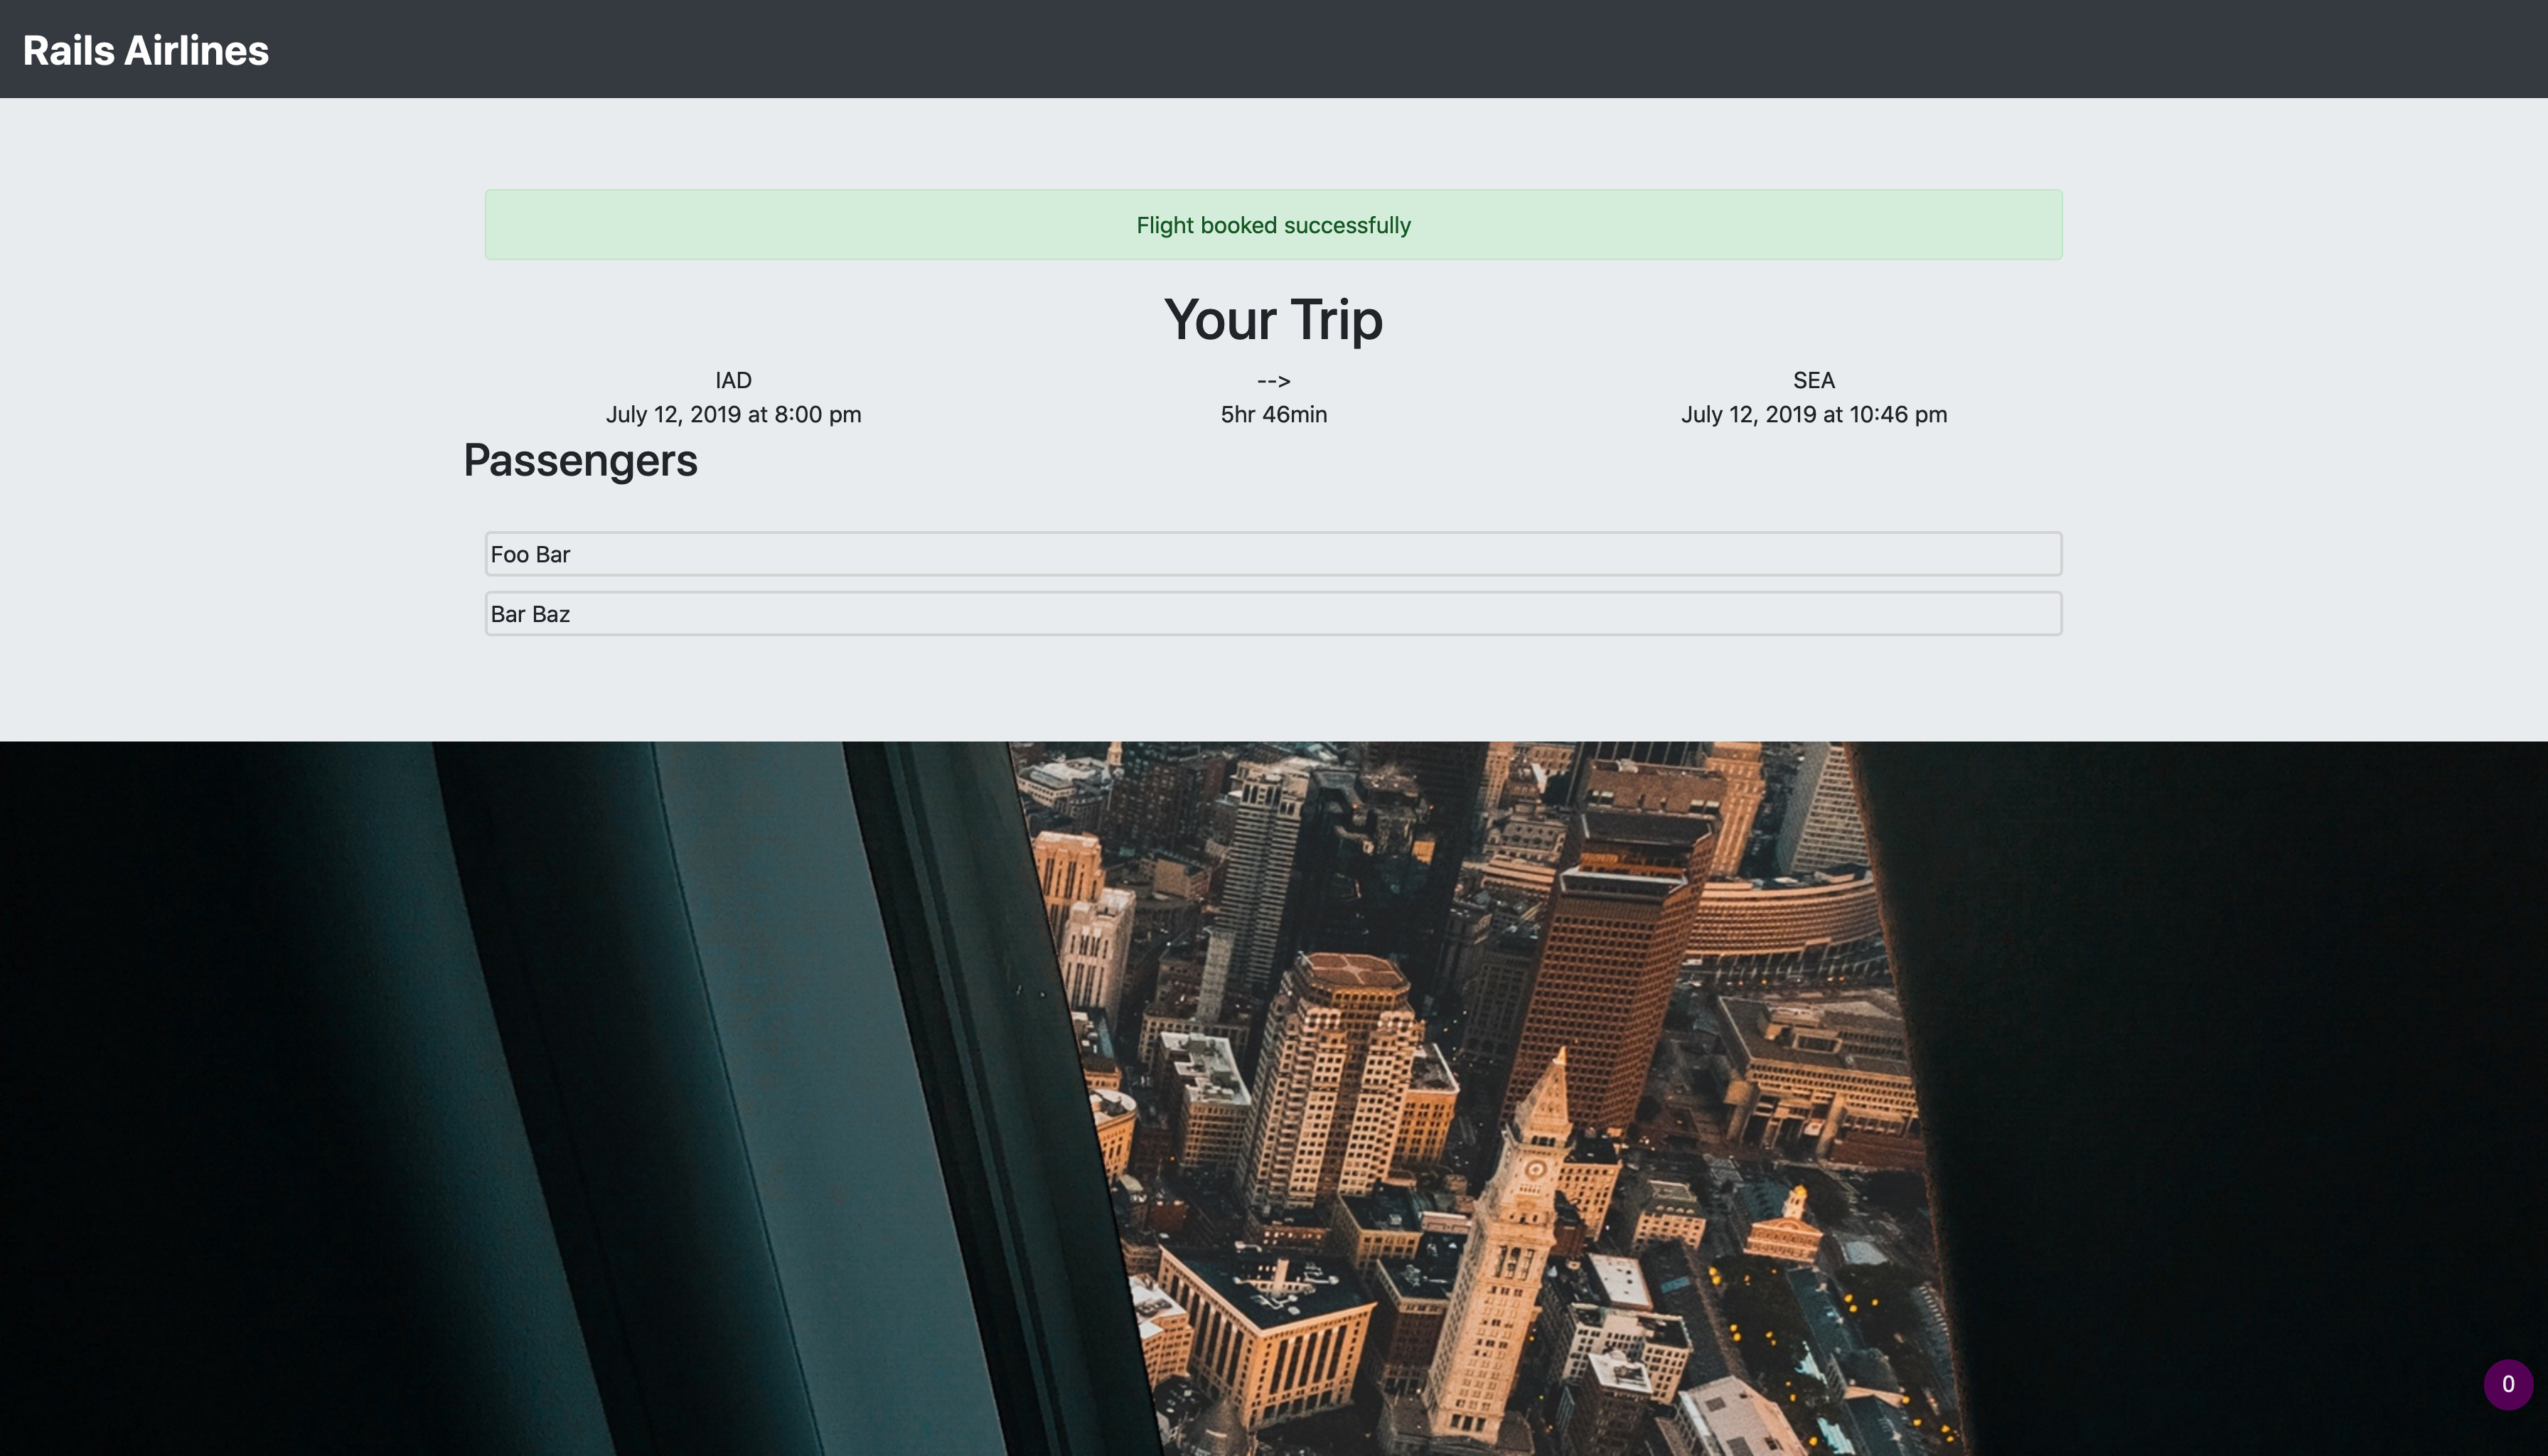 Rails Airlines
Flight booked successfully
Your Trip
IAD --> SEA
July 12, 2019 at 8:00 pm 5hr 46min July 12, 2019 at 10:46 pm
Passengers
Foo Bar
Bar Baz
0